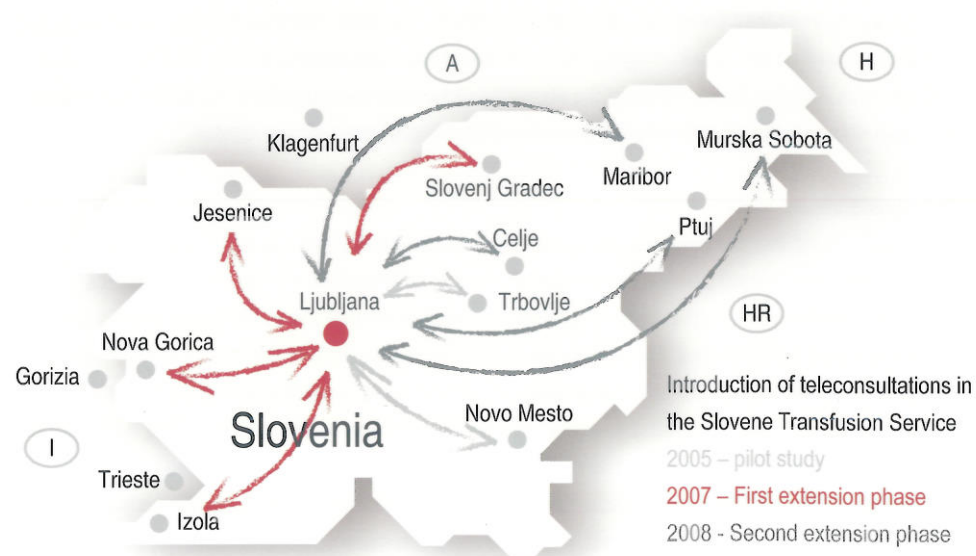 A
H
Klagenfurt
Murska Sobota
Maribor
Slovenj Gradec
Jesenice
Ptuj
Celje
Ljubljana
Trbovlje
HR
Nova Gorica
Gorizia
Introduction of teleconsultations in
the Slovene Transfusion Service
2005 – pilot study
2007 – First extension phase
2008 - Second extension phase
Novo Mesto
Slovenia
I
Trieste
Izola